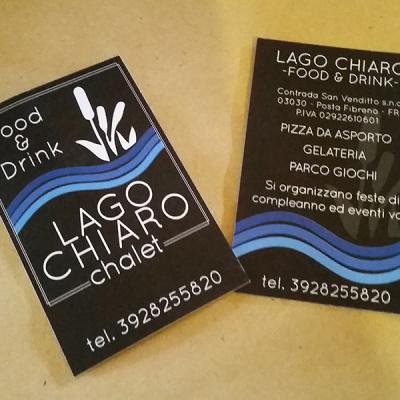 ood
&
Drink
LAGO
CHIARO
chalet
tel. 3928255820
LAGO CHIARO
-FOOD & DRINK-
Contrada San Venditto s.n.c
03030 - Posta Fibreno - FR
P.IVA 02922610601
PIZZA DA ASPORTO
GELATERIA
PARCO GIOCHI
Si organizzano feste di
compleanno ed eventi va
tel. 3928255820